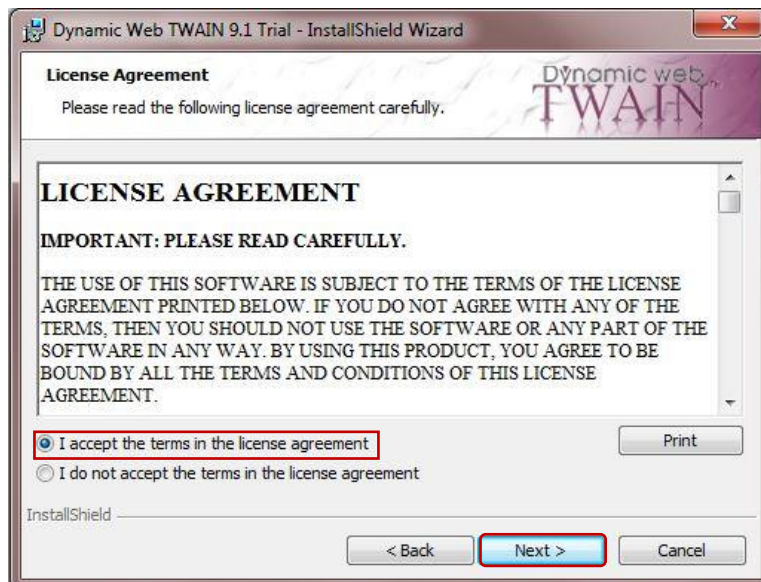 Dynamic Web TWAIN 9.1 Trial - InstallShield Wizard
License Agreement
Please read the following license agreement carefully.
Dynamic web
TWAIN
LICENSE AGREEMENT
IMPORTANT: PLEASE READ CAREFULLY.
THE USE OF THIS SOFTWARE IS SUBJECT TO THE TERMS OF THE LICENSE
AGREEMENT PRINTED BELOW. IF YOU DO NOT AGREE WITH ANY OF THE
TERMS, THEN YOU SHOULD NOT USE THE SOFTWARE OR ANY PART OF THE
SOFTWARE IN ANY WAY. BY USING THIS PRODUCT, YOU AGREE TO BE
BOUND BY ALL THE TERMS AND CONDITIONS OF THIS LICENSE
AGREEMENT.
I accept the terms in the license agreement
Print
I do not accept the terms in the license agreement
InstallShield
< Back
Next >
Cancel